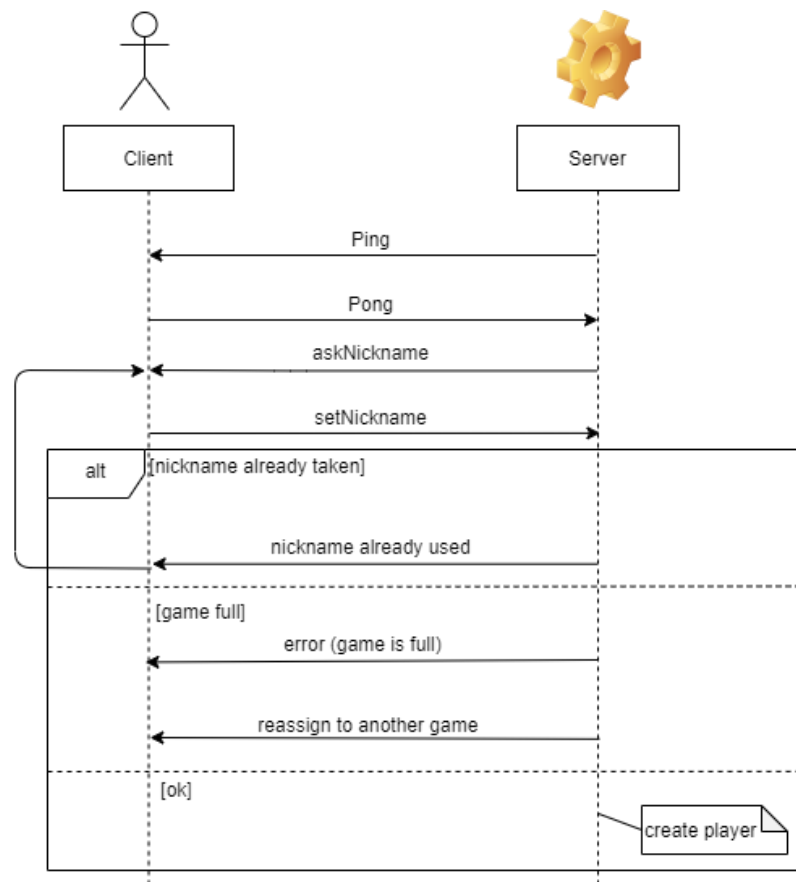 Client
Server
Ping
Pong
askNickname
setNickname
alt
[nickname already taken]
nickname already used
[game full]
error (game is full)
reassign to another game
[ok]
create player